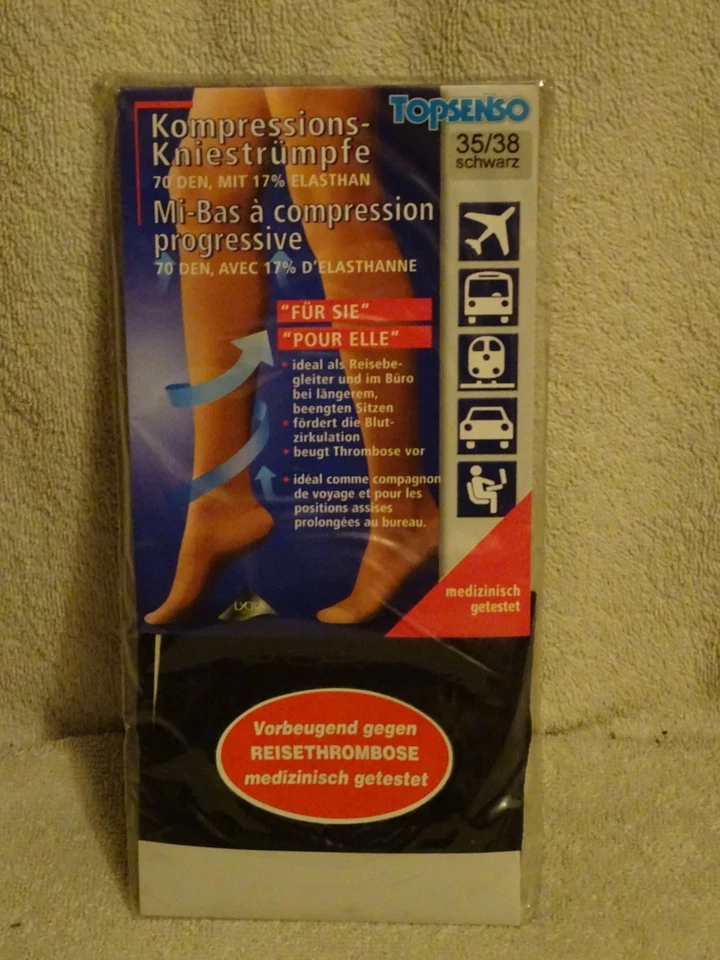 TOPSENSO
35/38
schwarz
Kompressions-
Kniestrümpfe
70 DEN, MIT 17% ELASTHAN
Mi-Bas à compression
progressive
70 DEN, AVEC 17% D'ELASTHANNE
"FÜR SIE"
"POUR ELLE"
• ideal als Reisebe-
gleiter und im Büro
bei längerem,
beengten Sitzen
• fördert die Blut-
zirkulation
• beugt Thrombose vor
• idéal comme compagnon
de voyage et pour les
positions assises
prolongées au bureau.
LYCRA
medizinisch
getestet
Vorbeugend gegen
REISETHROMBOSE
medizinisch getestet